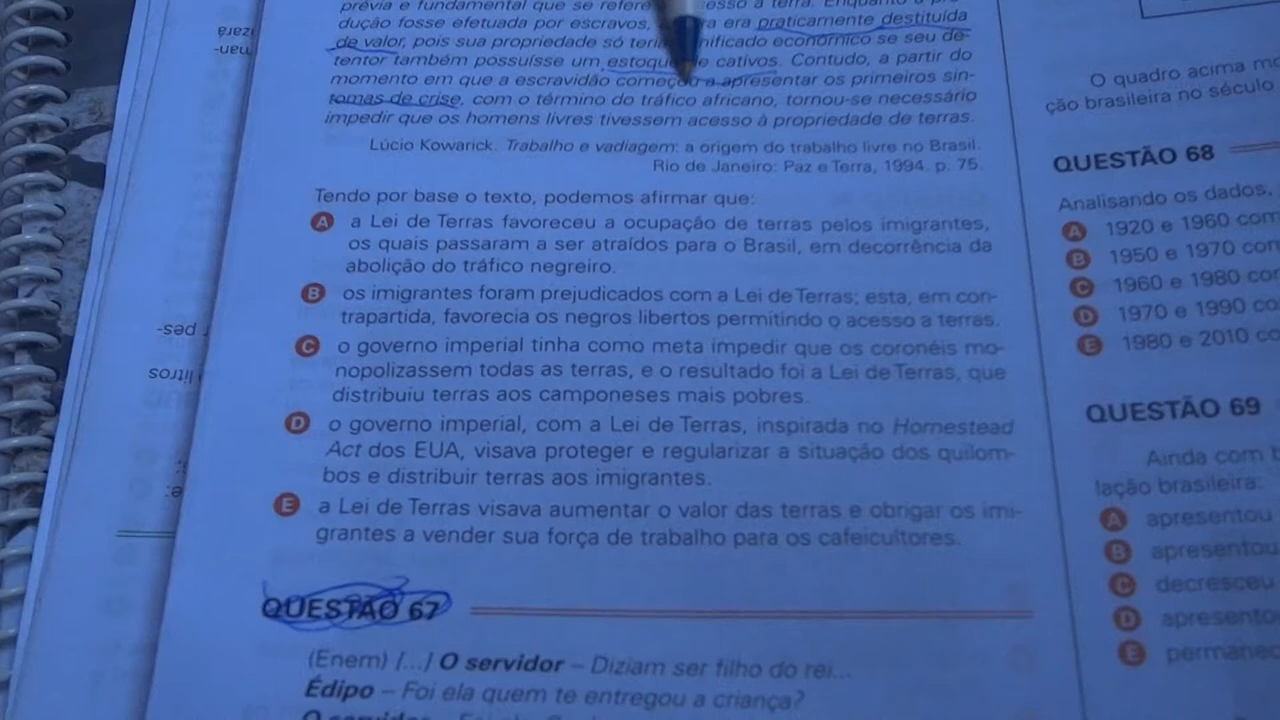 prévia e fundamental que se refere esso à terra. Enquanto a pro-
dução fosse efetuada por escravos, a era praticamente destituída
de valor, pois sua propriedade só teria nificado econômico se seu de-
tentor também possuísse um estoque e cativos. Contudo, a partir do
momento em que a escravidão começou a apresentar os primeiros sin-
tomas de crise, com o término do tráfico africano, tornou-se necessário
impedir que os homens livres tivessem acesso à propriedade de terras.
Lúcio Kowarick. Trabalho e vadiagem: a origem do trabalho livre no Brasil.
Rio de Janeiro: Paz e Terra, 1994. p. 75.
Tendo por base o texto, podemos afirmar que:
A a Lei de Terras favoreceu a ocupação de terras pelos imigrantes,
os quais passaram a ser atraídos para o Brasil, em decorrência da
abolição do tráfico negreiro.
B os imigrantes foram prejudicados com a Lei de Terras; esta, em con-
trapartida, favorecia os negros libertos permitindo o acesso a terras.
C o governo imperial tinha como meta impedir que os coronéis mo-
nopolizassem todas as terras, e o resultado foi a Lei de Terras, que
distribuiu terras aos camponeses mais pobres.
D o governo imperial, com a Lei de Terras, inspirada no Homestead
Act dos EUA, visava proteger e regularizar a situação dos quilom-
bos e distribuir terras aos imigrantes.
E a Lei de Terras visava aumentar o valor das terras e obrigar os imi-
grantes a vender sua força de trabalho para os cafeicultores.
QUESTÃO 67
(Enem) [...] O servidor – Diziam ser filho do rei...
Édipo – Foi ela quem te entregou a criança?
O quadro acima mo
ção brasileira no século
QUESTÃO 68
Analisando os dados,
A 1920 e 1960 com
B 1950 e 1970 con
C 1960 e 1980 co
D 1970 e 1990 co
E 1980 e 2010 co
QUESTÃO 69
Ainda com b
lação brasileira:
A apresentou
B apresentou
C decresceu
D apresento
E permanec